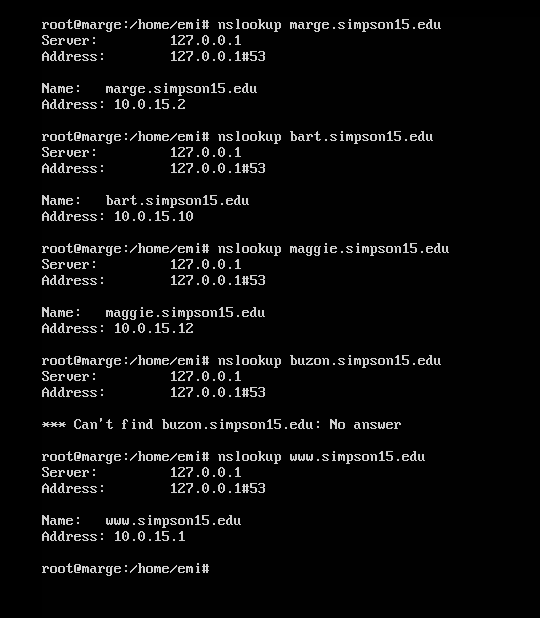 root@marge:/home/emi# nslookup marge.simpson15.edu
Server:         127.0.0.1
Address:        127.0.0.1#53

Name:   marge.simpson15.edu
Address: 10.0.15.2

root@marge:/home/emi# nslookup bart.simpson15.edu
Server:         127.0.0.1
Address:        127.0.0.1#53

Name:   bart.simpson15.edu
Address: 10.0.15.10

root@marge:/home/emi# nslookup maggie.simpson15.edu
Server:         127.0.0.1
Address:        127.0.0.1#53

Name:   maggie.simpson15.edu
Address: 10.0.15.12

root@marge:/home/emi# nslookup buzon.simpson15.edu
Server:         127.0.0.1
Address:        127.0.0.1#53

*** Can't find buzon.simpson15.edu: No answer

root@marge:/home/emi# nslookup www.simpson15.edu
Server:         127.0.0.1
Address:        127.0.0.1#53

Name:   www.simpson15.edu
Address: 10.0.15.1

root@marge:/home/emi#